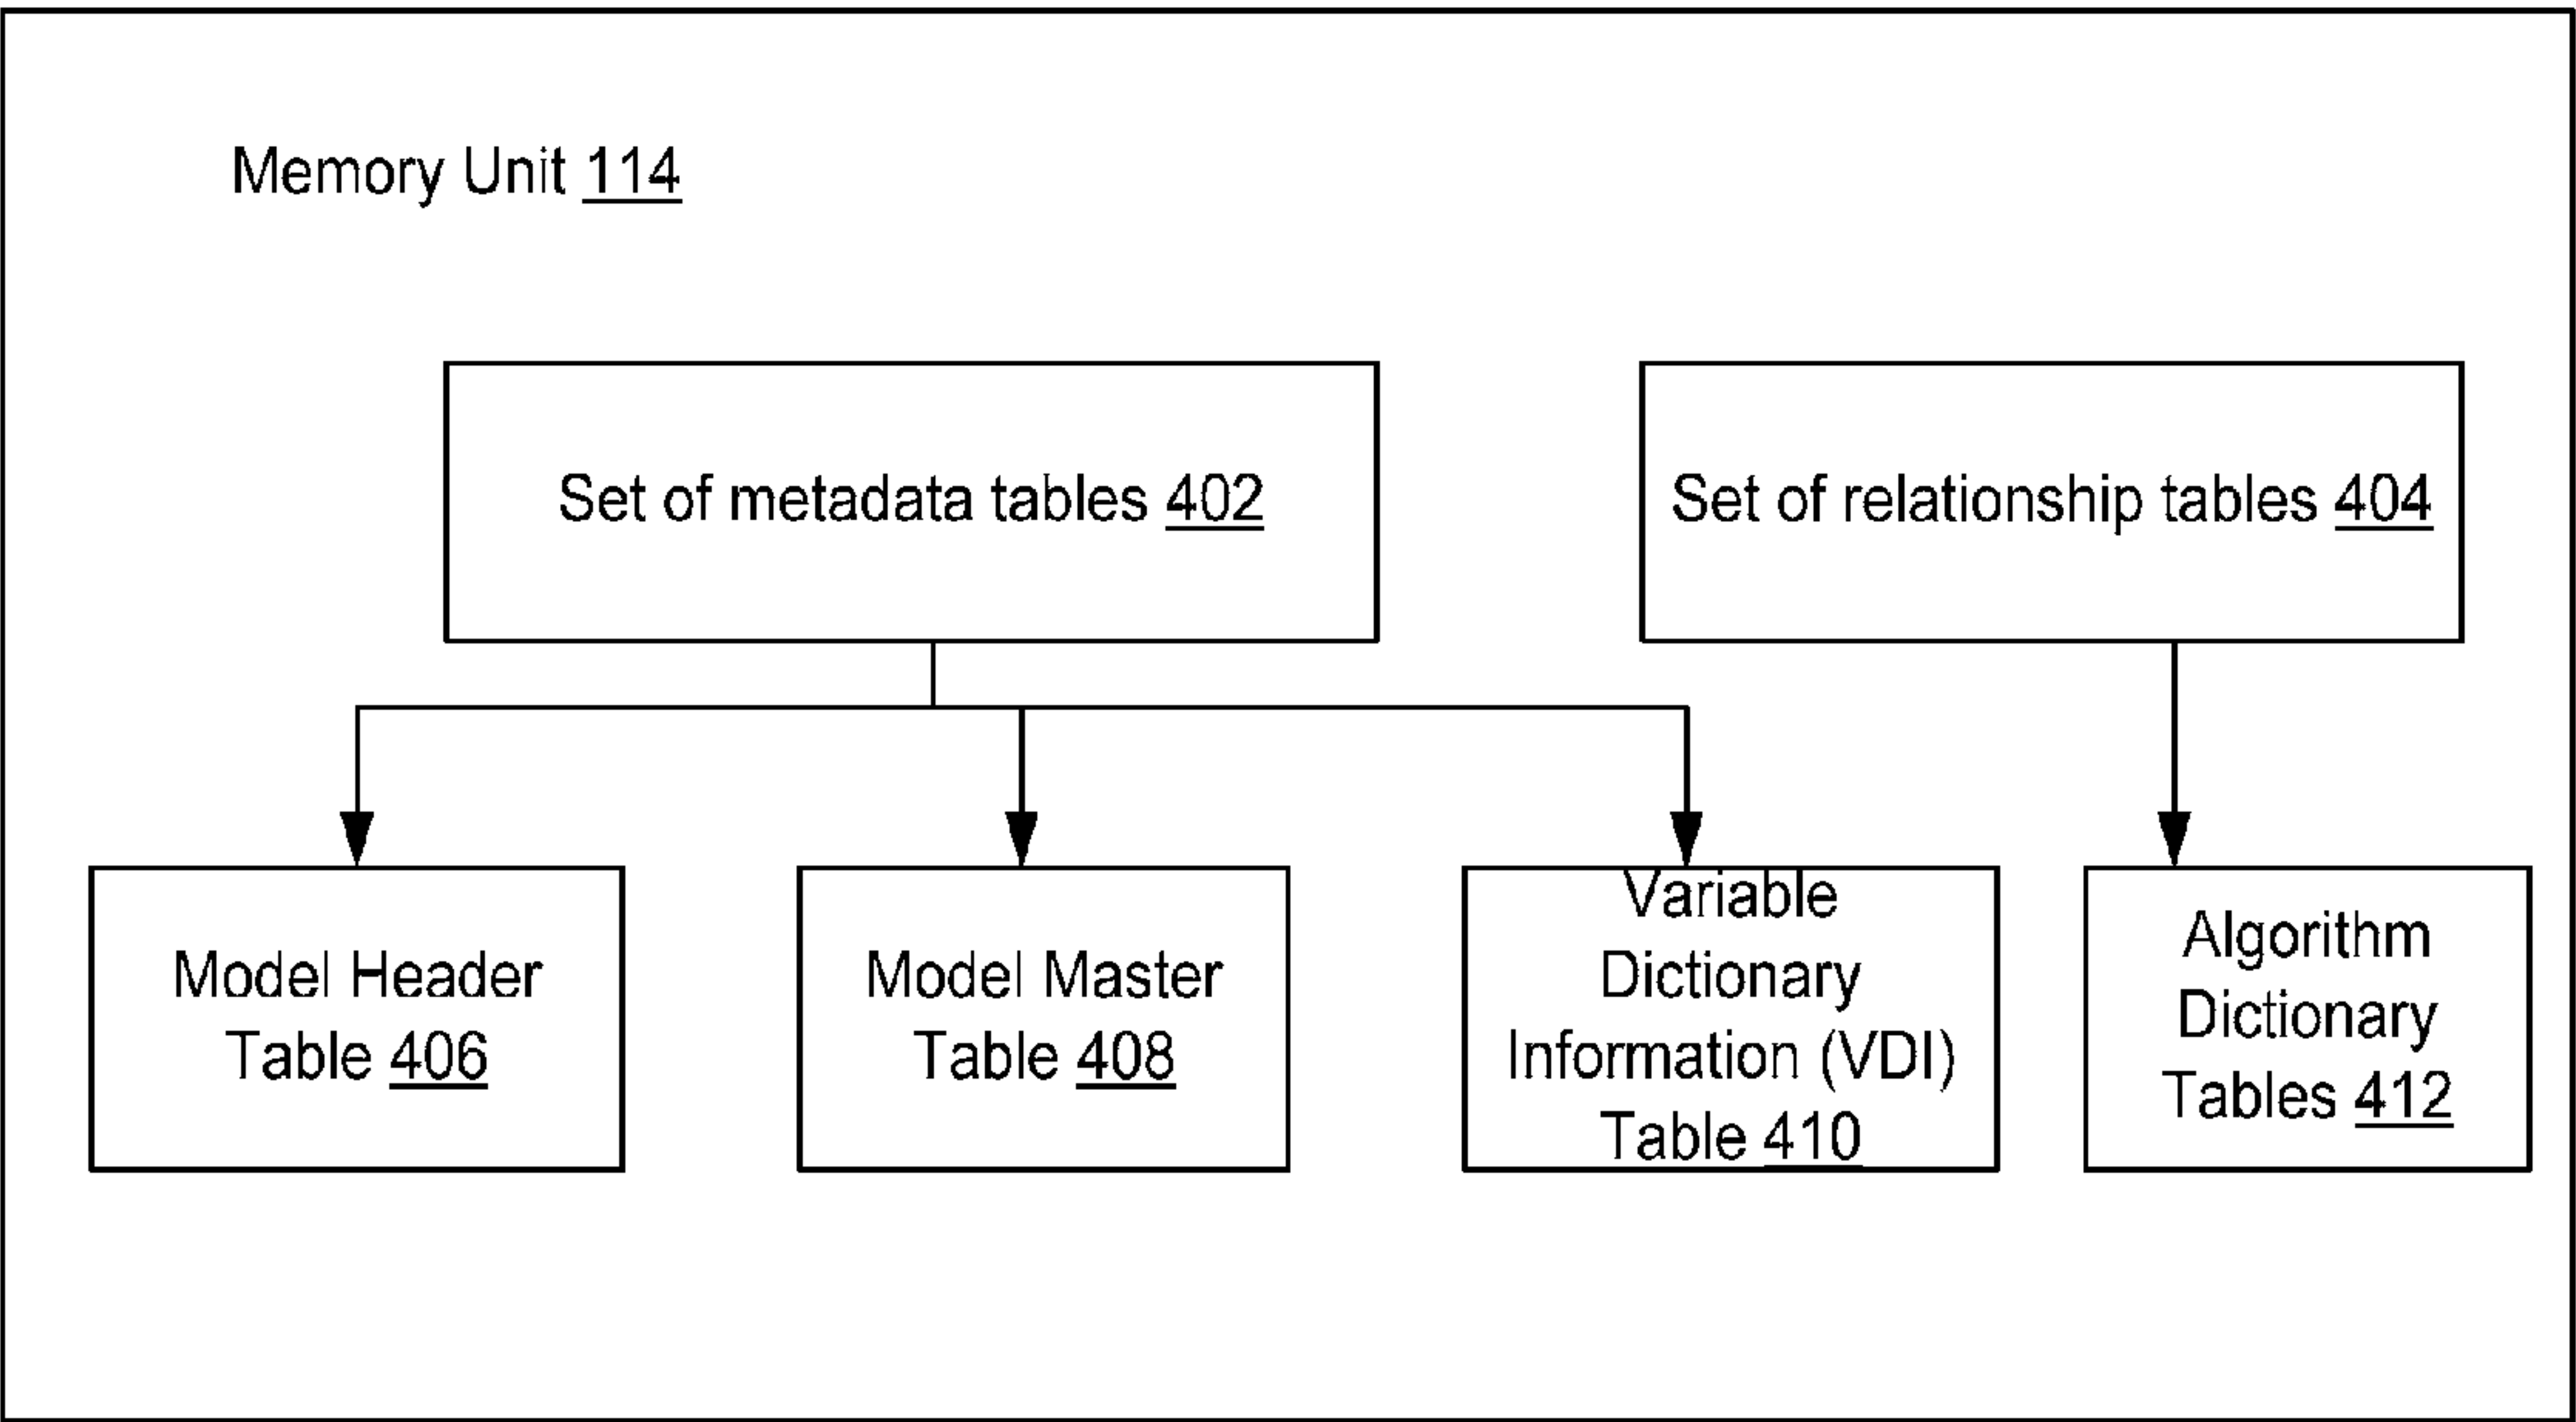 Memory Unit 114
Set of metadata tables 402
Set of relationship tables 404
Model Header
Table 406
Model Master
Table 408
Variable
Dictionary
Information (VDI)
Table 410
Algorithm
Dictionary
Tables 412